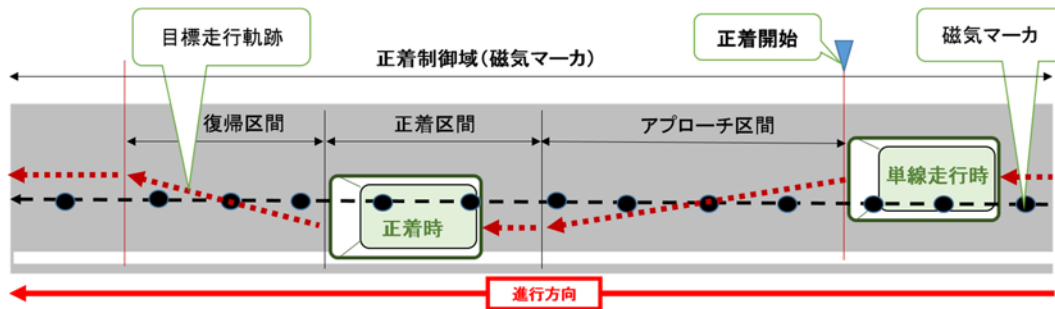 目標走行軌跡
正着開始
磁気マーカ
正着制御域(磁気マーカ)
復帰区間
正着区間
アプローチ区間
単線走行時
正着時
進行方向